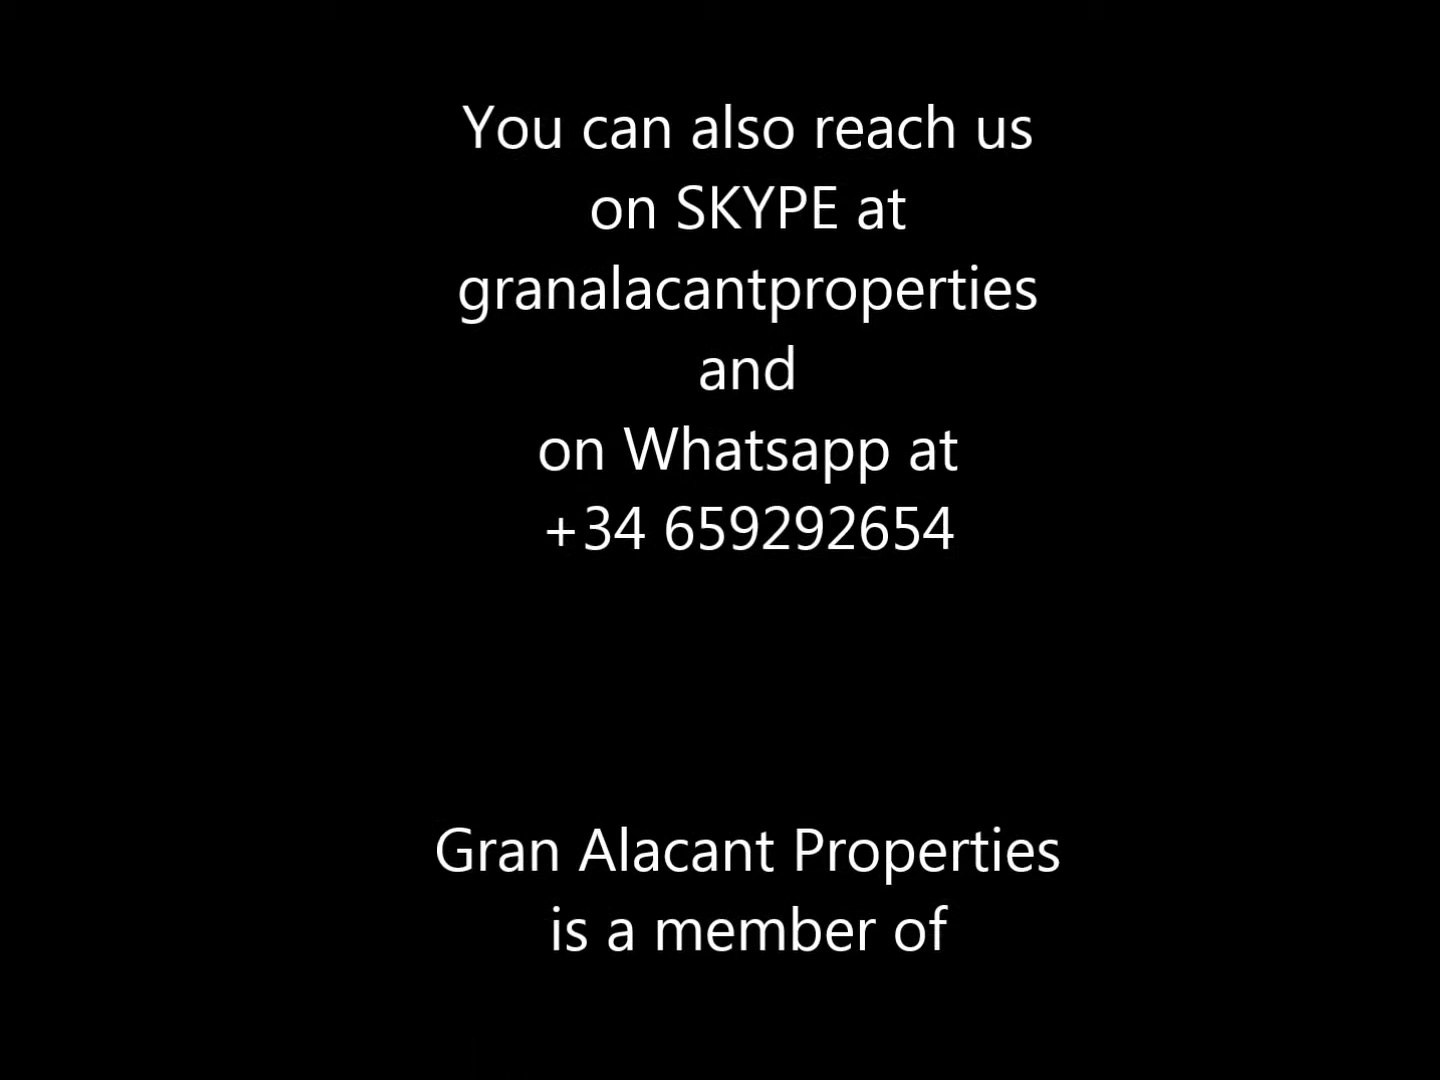 You can also reach us
on SKYPE at
granalacantproperties
and
on Whatsapp at
+34 659292654
Gran Alacant Properties
is a member of